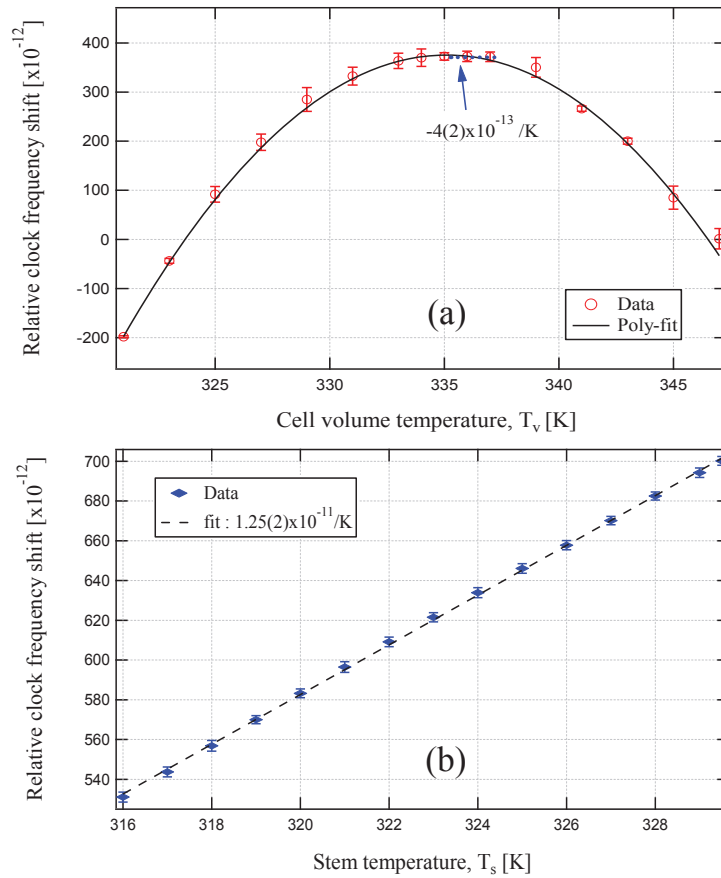 400
300
200
100
0
-100
-200
Relative clock frequency shift [x10⁻¹²]
-4(2)x10⁻¹³ /K
(a)
Data
Poly-fit
325
330
335
340
345
Cell volume temperature, Tᵥ [K]
700
680
660
640
620
600
580
560
540
Relative clock frequency shift [x10⁻¹²]
Data
fit : 1.25(2)x10⁻¹¹/K
(b)
316
318
320
322
324
326
328
Stem temperature, Tₛ [K]